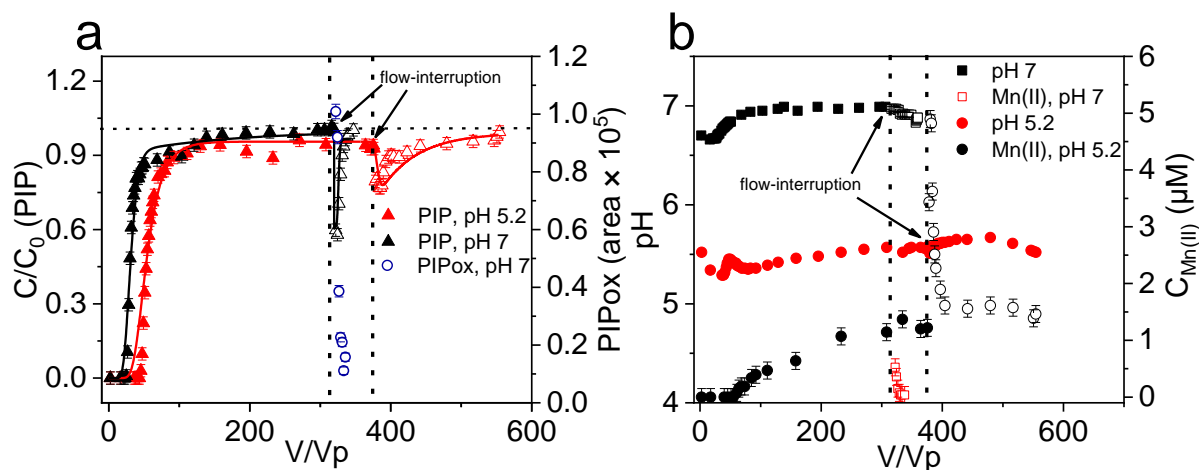 a
1.2
0.9
0.6
0.3
0.0
C/C₀ (PIP)
0
200
400
600
V/Vp
1.2
1.0
0.8
0.6
0.4
0.2
0.0
PIPox (area × 10⁵)
flow-interruption
PIP, pH 5.2
PIP, pH 7
PIPox, pH 7
b
7
6
5
4
pH
0
200
400
600
V/Vp
6
5
4
3
2
1
0
C_Mn(II) (µM)
pH 7
Mn(II), pH 7
pH 5.2
Mn(II), pH 5.2
flow-interruption